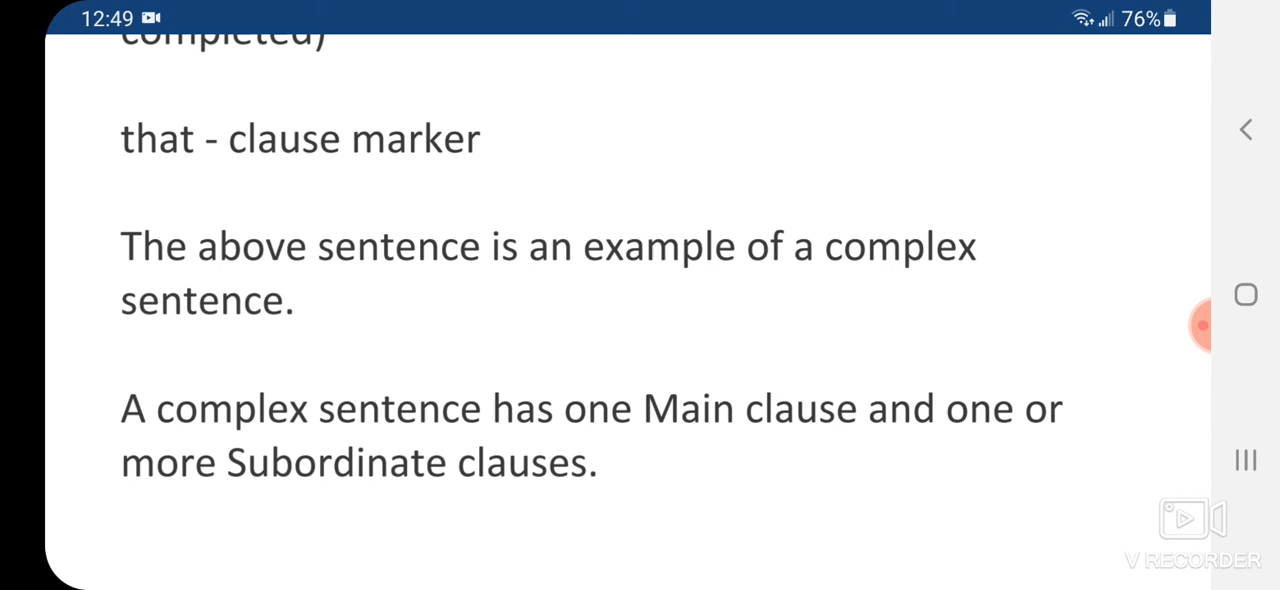 12:49 76%
completed)
that - clause marker
The above sentence is an example of a complex
sentence.
A complex sentence has one Main clause and one or
more Subordinate clauses.
V RECORDER